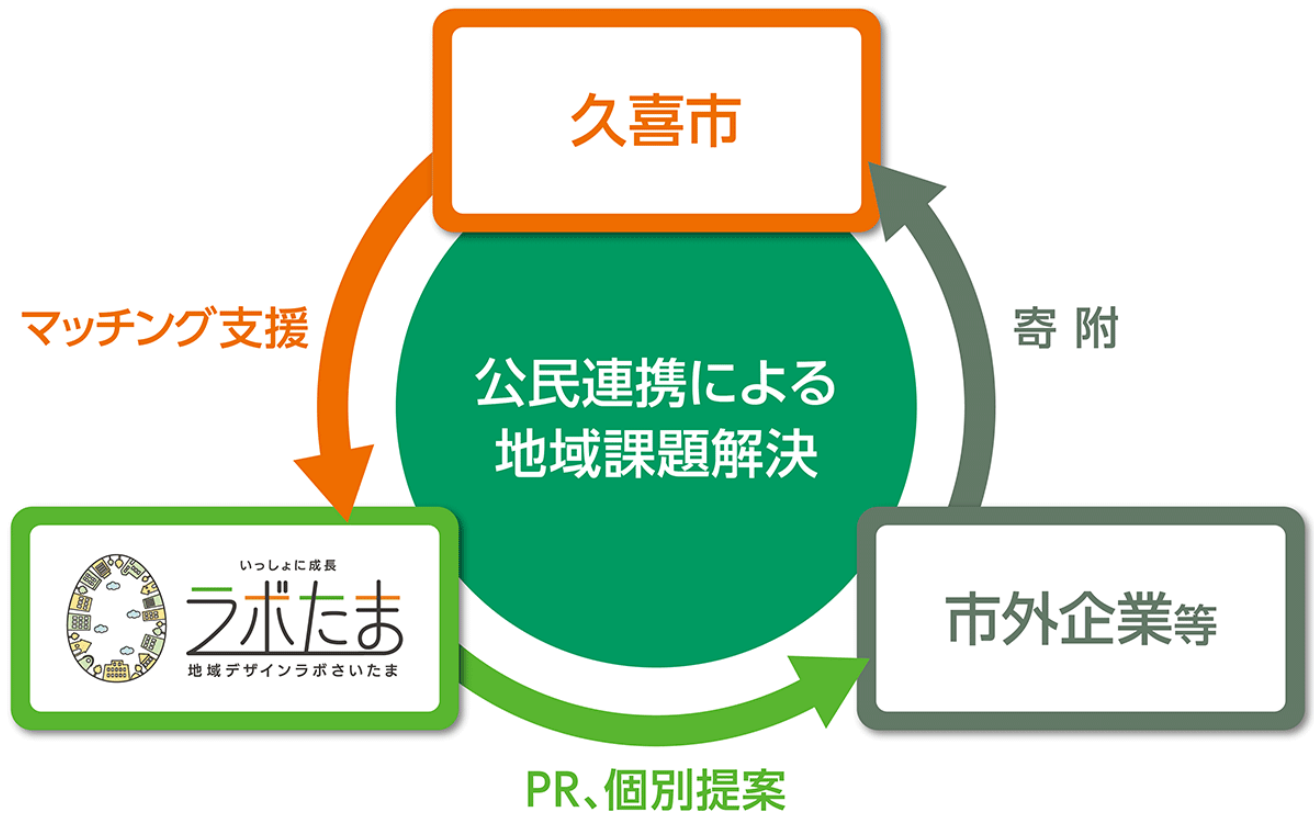 久喜市
マッチング支援
寄附
公民連携による
地域課題解決
いっしょに成長
ラボたま
地域デザインラボさいたま
市外企業等
PR、個別提案